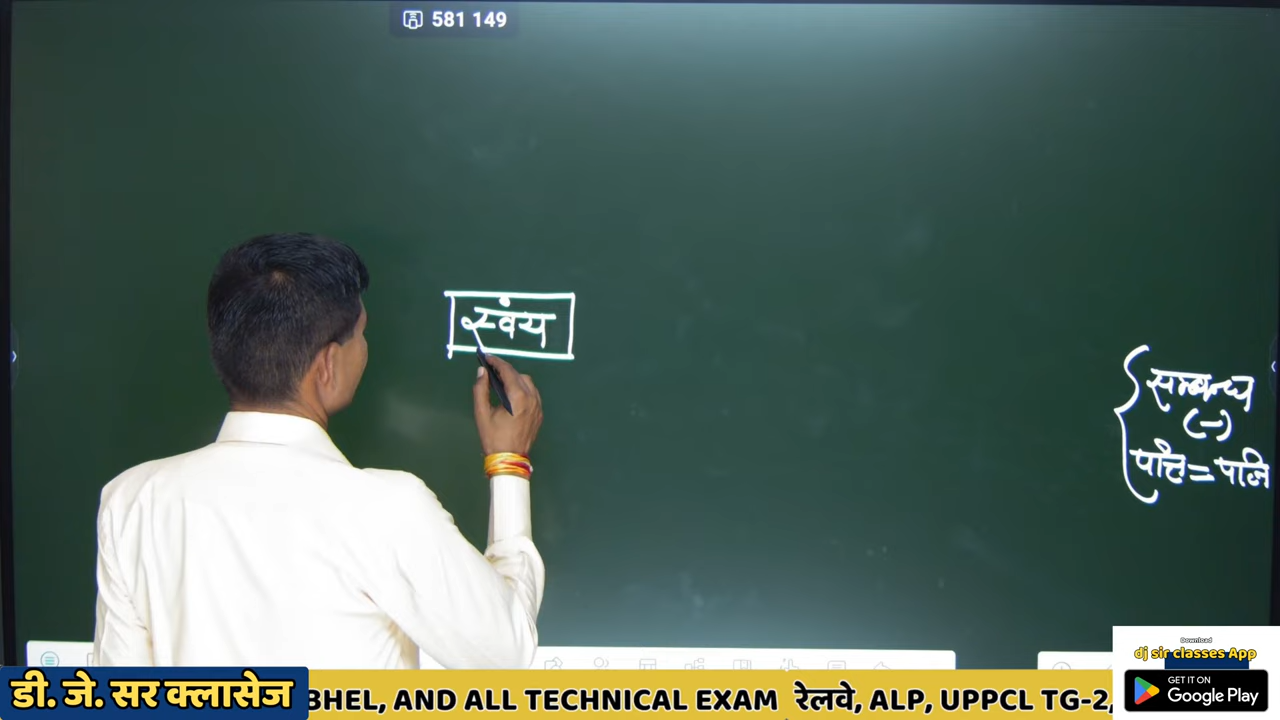 581 149
स्वंय
सम्बन्ध
(-)
पति = पत्नि
Download
dj sir classes App
GET IT ON
Google Play
डी. जे. सर क्लासेज
BHEL, AND ALL TECHNICAL EXAM रेलवे, ALP, UPPCL TG-2,